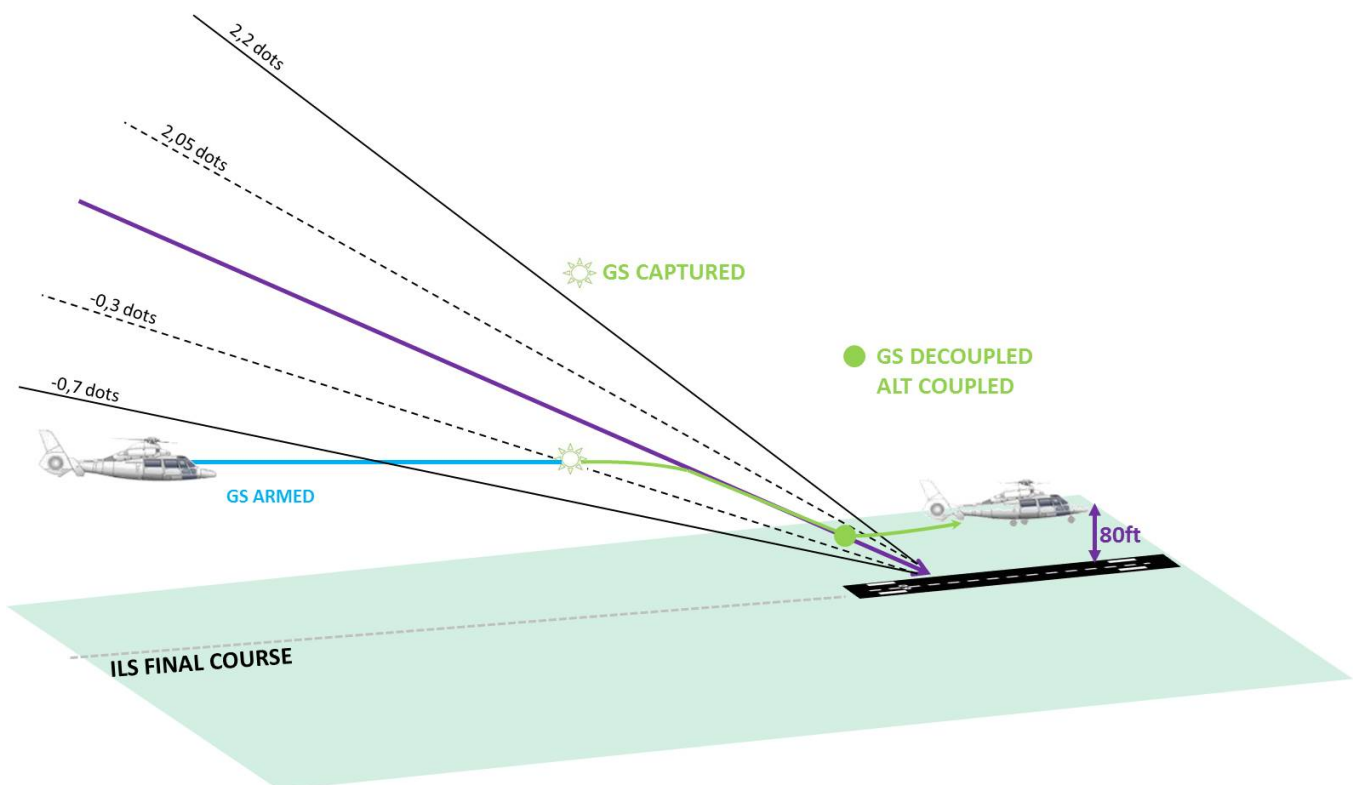 2,2 dots
2,05 dots
GS CAPTURED
-0,3 dots
GS DECOUPLED
ALT COUPLED
-0,7 dots
GS ARMED
80ft
ILS FINAL COURSE